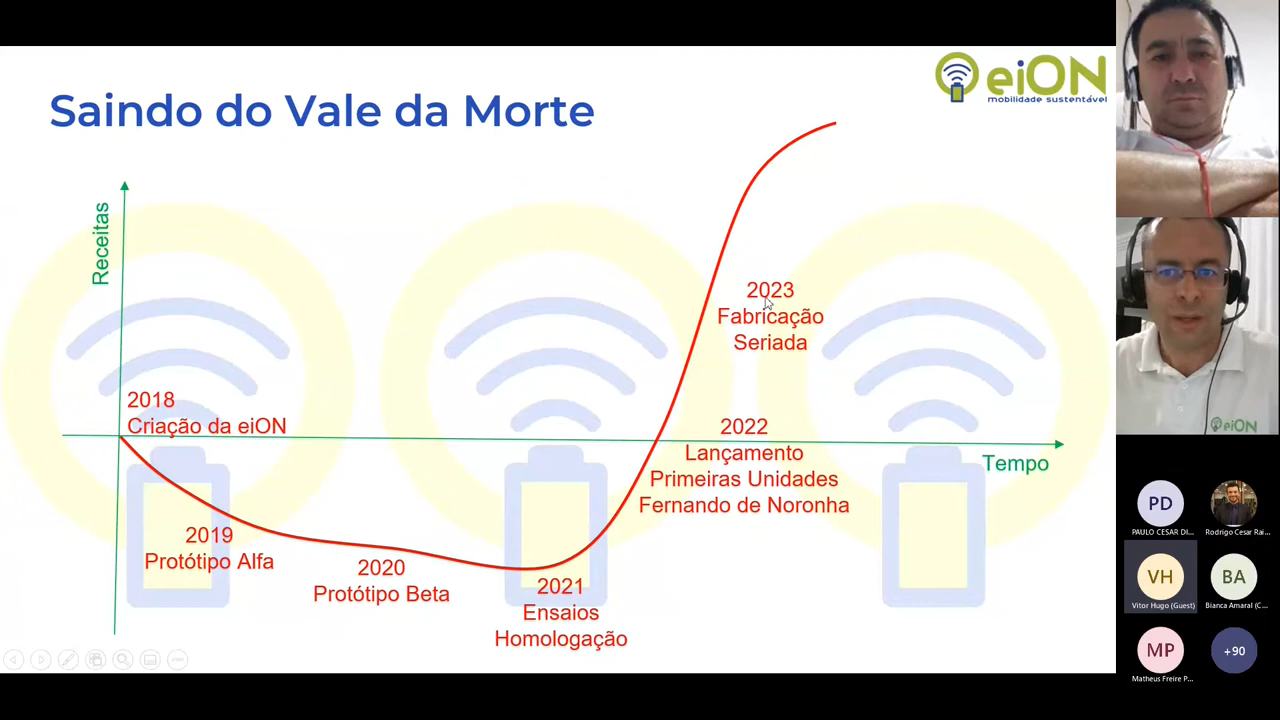 Saindo do Vale da Morte
eiON
mobilidade sustentável
Receitas
2018
Criação da eiON
2019
Protótipo Alfa
2020
Protótipo Beta
2021
Ensaios
Homologação
2022
Lançamento
Primeiras Unidades
Fernando de Noronha
2023
Fabricação
Seriada
Tempo
eiON
PD
PAULO CESAR DI...
Rodrigo Cesar Rai...
VH
Vitor Hugo (Guest)
BA
Bianca Amaral (C...
MP
Matheus Freire P...
+90